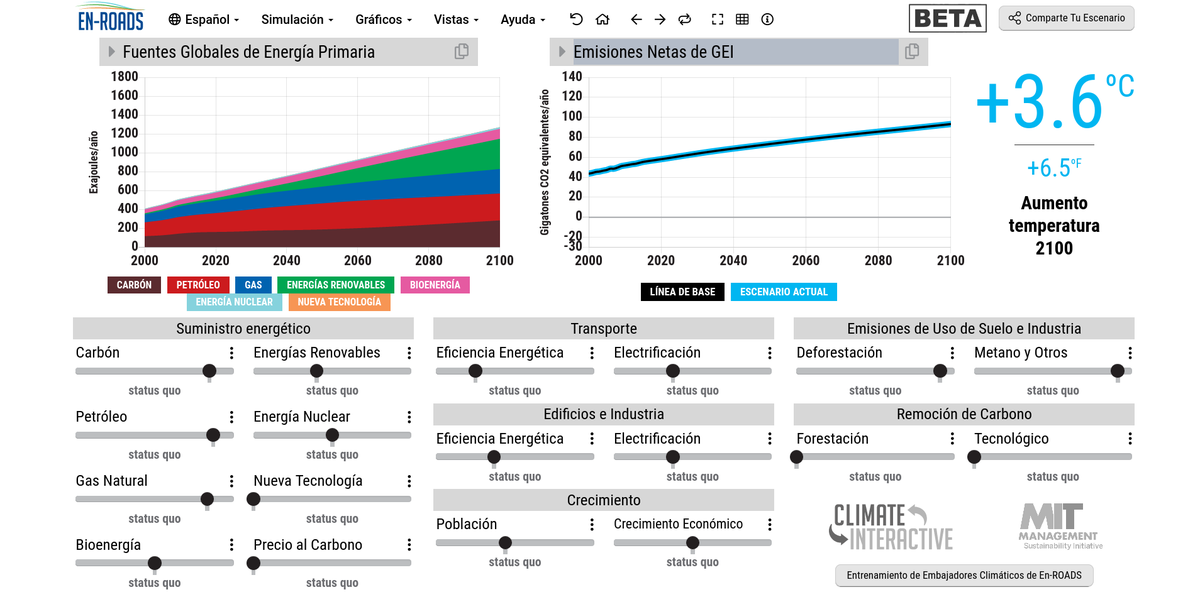 EN-ROADS
Español
Simulación
Gráficos
Vistas
Ayuda
BETA
Comparte Tu Escenario
Fuentes Globales de Energía Primaria
Exajoules/año
1800
1600
1400
1200
1000
800
600
400
200
0
2000 2020 2040 2060 2080 2100
CARBÓN PETRÓLEO GAS ENERGÍAS RENOVABLES BIOENERGÍA
ENERGÍA NUCLEAR NUEVA TECNOLOGÍA
Emisiones Netas de GEI
Gigatones CO2 equivalentes/año
140
120
100
80
60
40
20
0
-20
-30
2000 2020 2040 2060 2080 2100
LÍNEA DE BASE ESCENARIO ACTUAL
+3.6 ºC
+6.5ºF
Aumento
temperatura
2100
Suministro energético
Carbón
status quo
Energías Renovables
status quo
Petróleo
status quo
Energía Nuclear
status quo
Gas Natural
status quo
Nueva Tecnología
status quo
Bioenergía
status quo
Precio al Carbono
status quo
Transporte
Eficiencia Energética
status quo
Electrificación
status quo
Edificios e Industria
Eficiencia Energética
status quo
Electrificación
status quo
Crecimiento
Población
status quo
Crecimiento Económico
status quo
Emisiones de Uso de Suelo e Industria
Deforestación
status quo
Metano y Otros
status quo
Remoción de Carbono
Forestación
status quo
Tecnológico
status quo
CLIMATE
INTERACTIVE
MIT
MANAGEMENT
Sustainability Initiative
Entrenamiento de Embajadores Climáticos de En-ROADS